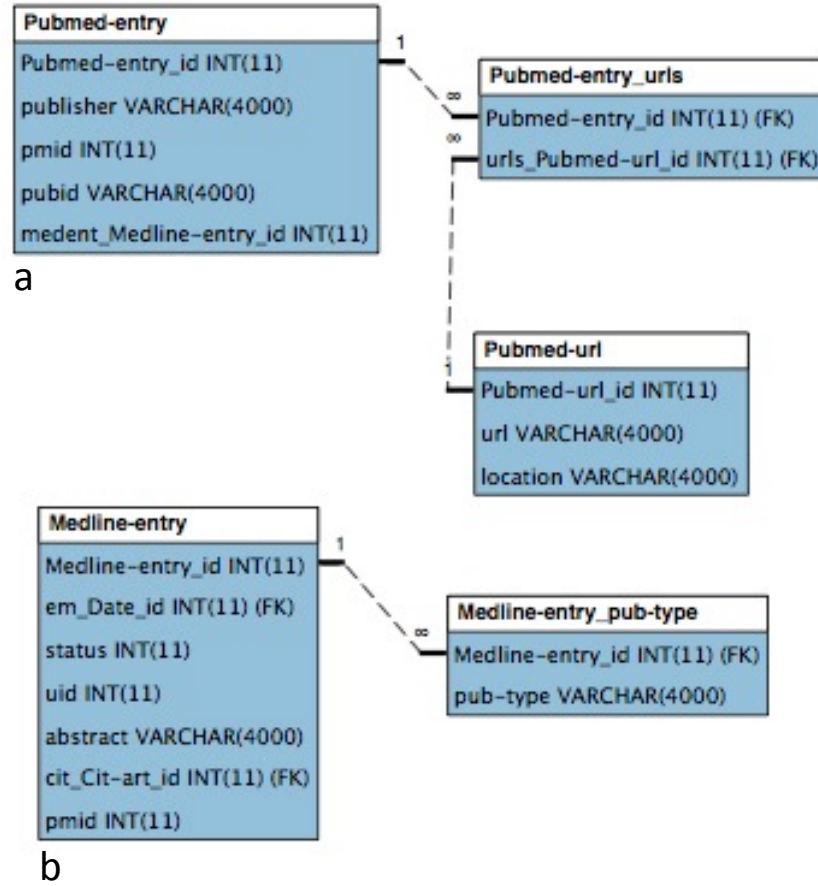 Pubmed-entry
Pubmed-entry_id INT(11)
publisher VARCHAR(4000)
pmid INT(11)
pubid VARCHAR(4000)
medent_Medline-entry_id INT(11)
1
∞
Pubmed-entry_urls
Pubmed-entry_id INT(11) (FK)
urls_Pubmed-url_id INT(11) (FK)
∞
1
a
Pubmed-url
Pubmed-url_id INT(11)
url VARCHAR(4000)
location VARCHAR(4000)
Medline-entry
Medline-entry_id INT(11)
em_Date_id INT(11) (FK)
status INT(11)
uid INT(11)
abstract VARCHAR(4000)
cit_Cit-art_id INT(11) (FK)
pmid INT(11)
1
∞
Medline-entry_pub-type
Medline-entry_id INT(11) (FK)
pub-type VARCHAR(4000)
b